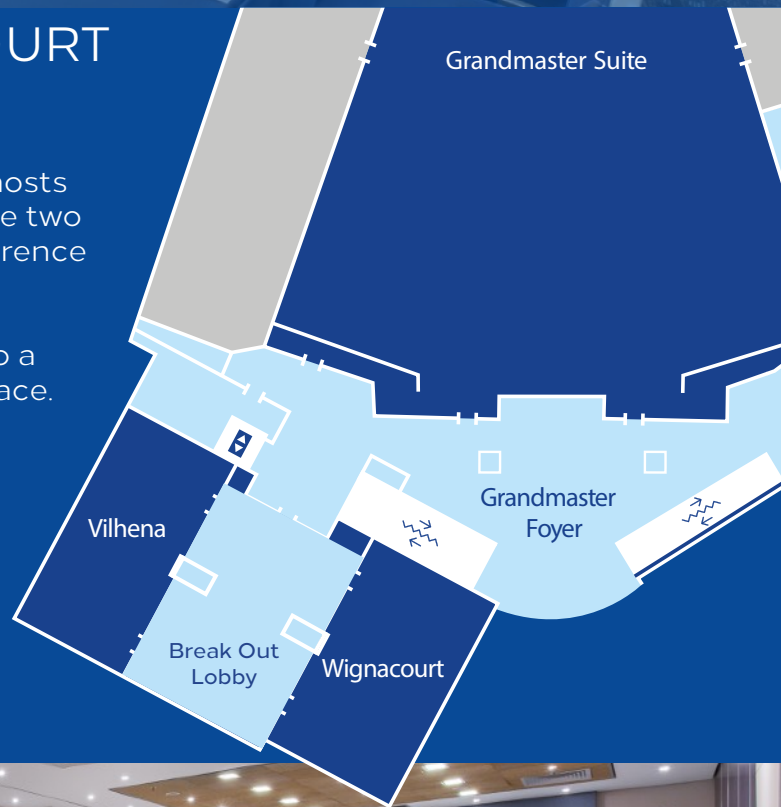 URT
hosts
e two
rence
o a
ace.
Grandmaster Suite
Grandmaster
Foyer
Vilhena
Break Out
Lobby
Wignacourt